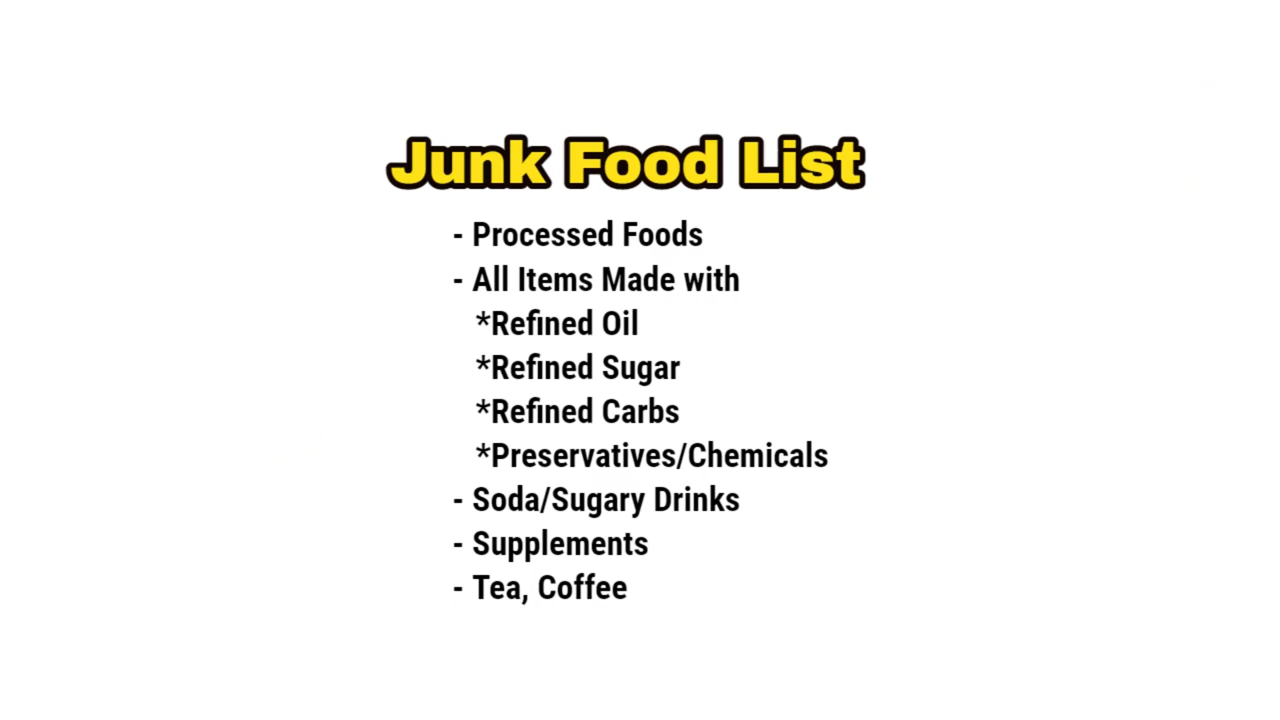 Junk Food List
- Processed Foods
- All Items Made with
*Refined Oil
*Refined Sugar
*Refined Carbs
*Preservatives/Chemicals
- Soda/Sugary Drinks
- Supplements
- Tea, Coffee